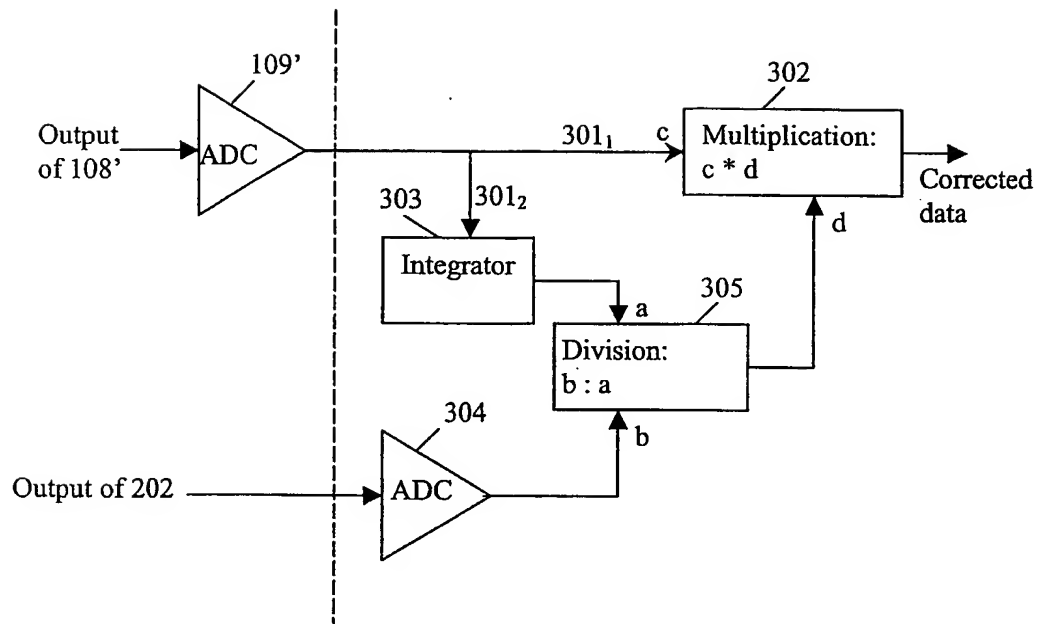 109’
302
Output
of 108’
ADC
301₁
c
Multiplication:
c * d
Corrected
data
303
301₂
d
Integrator
a
305
Division:
b : a
304
b
Output of 202
ADC